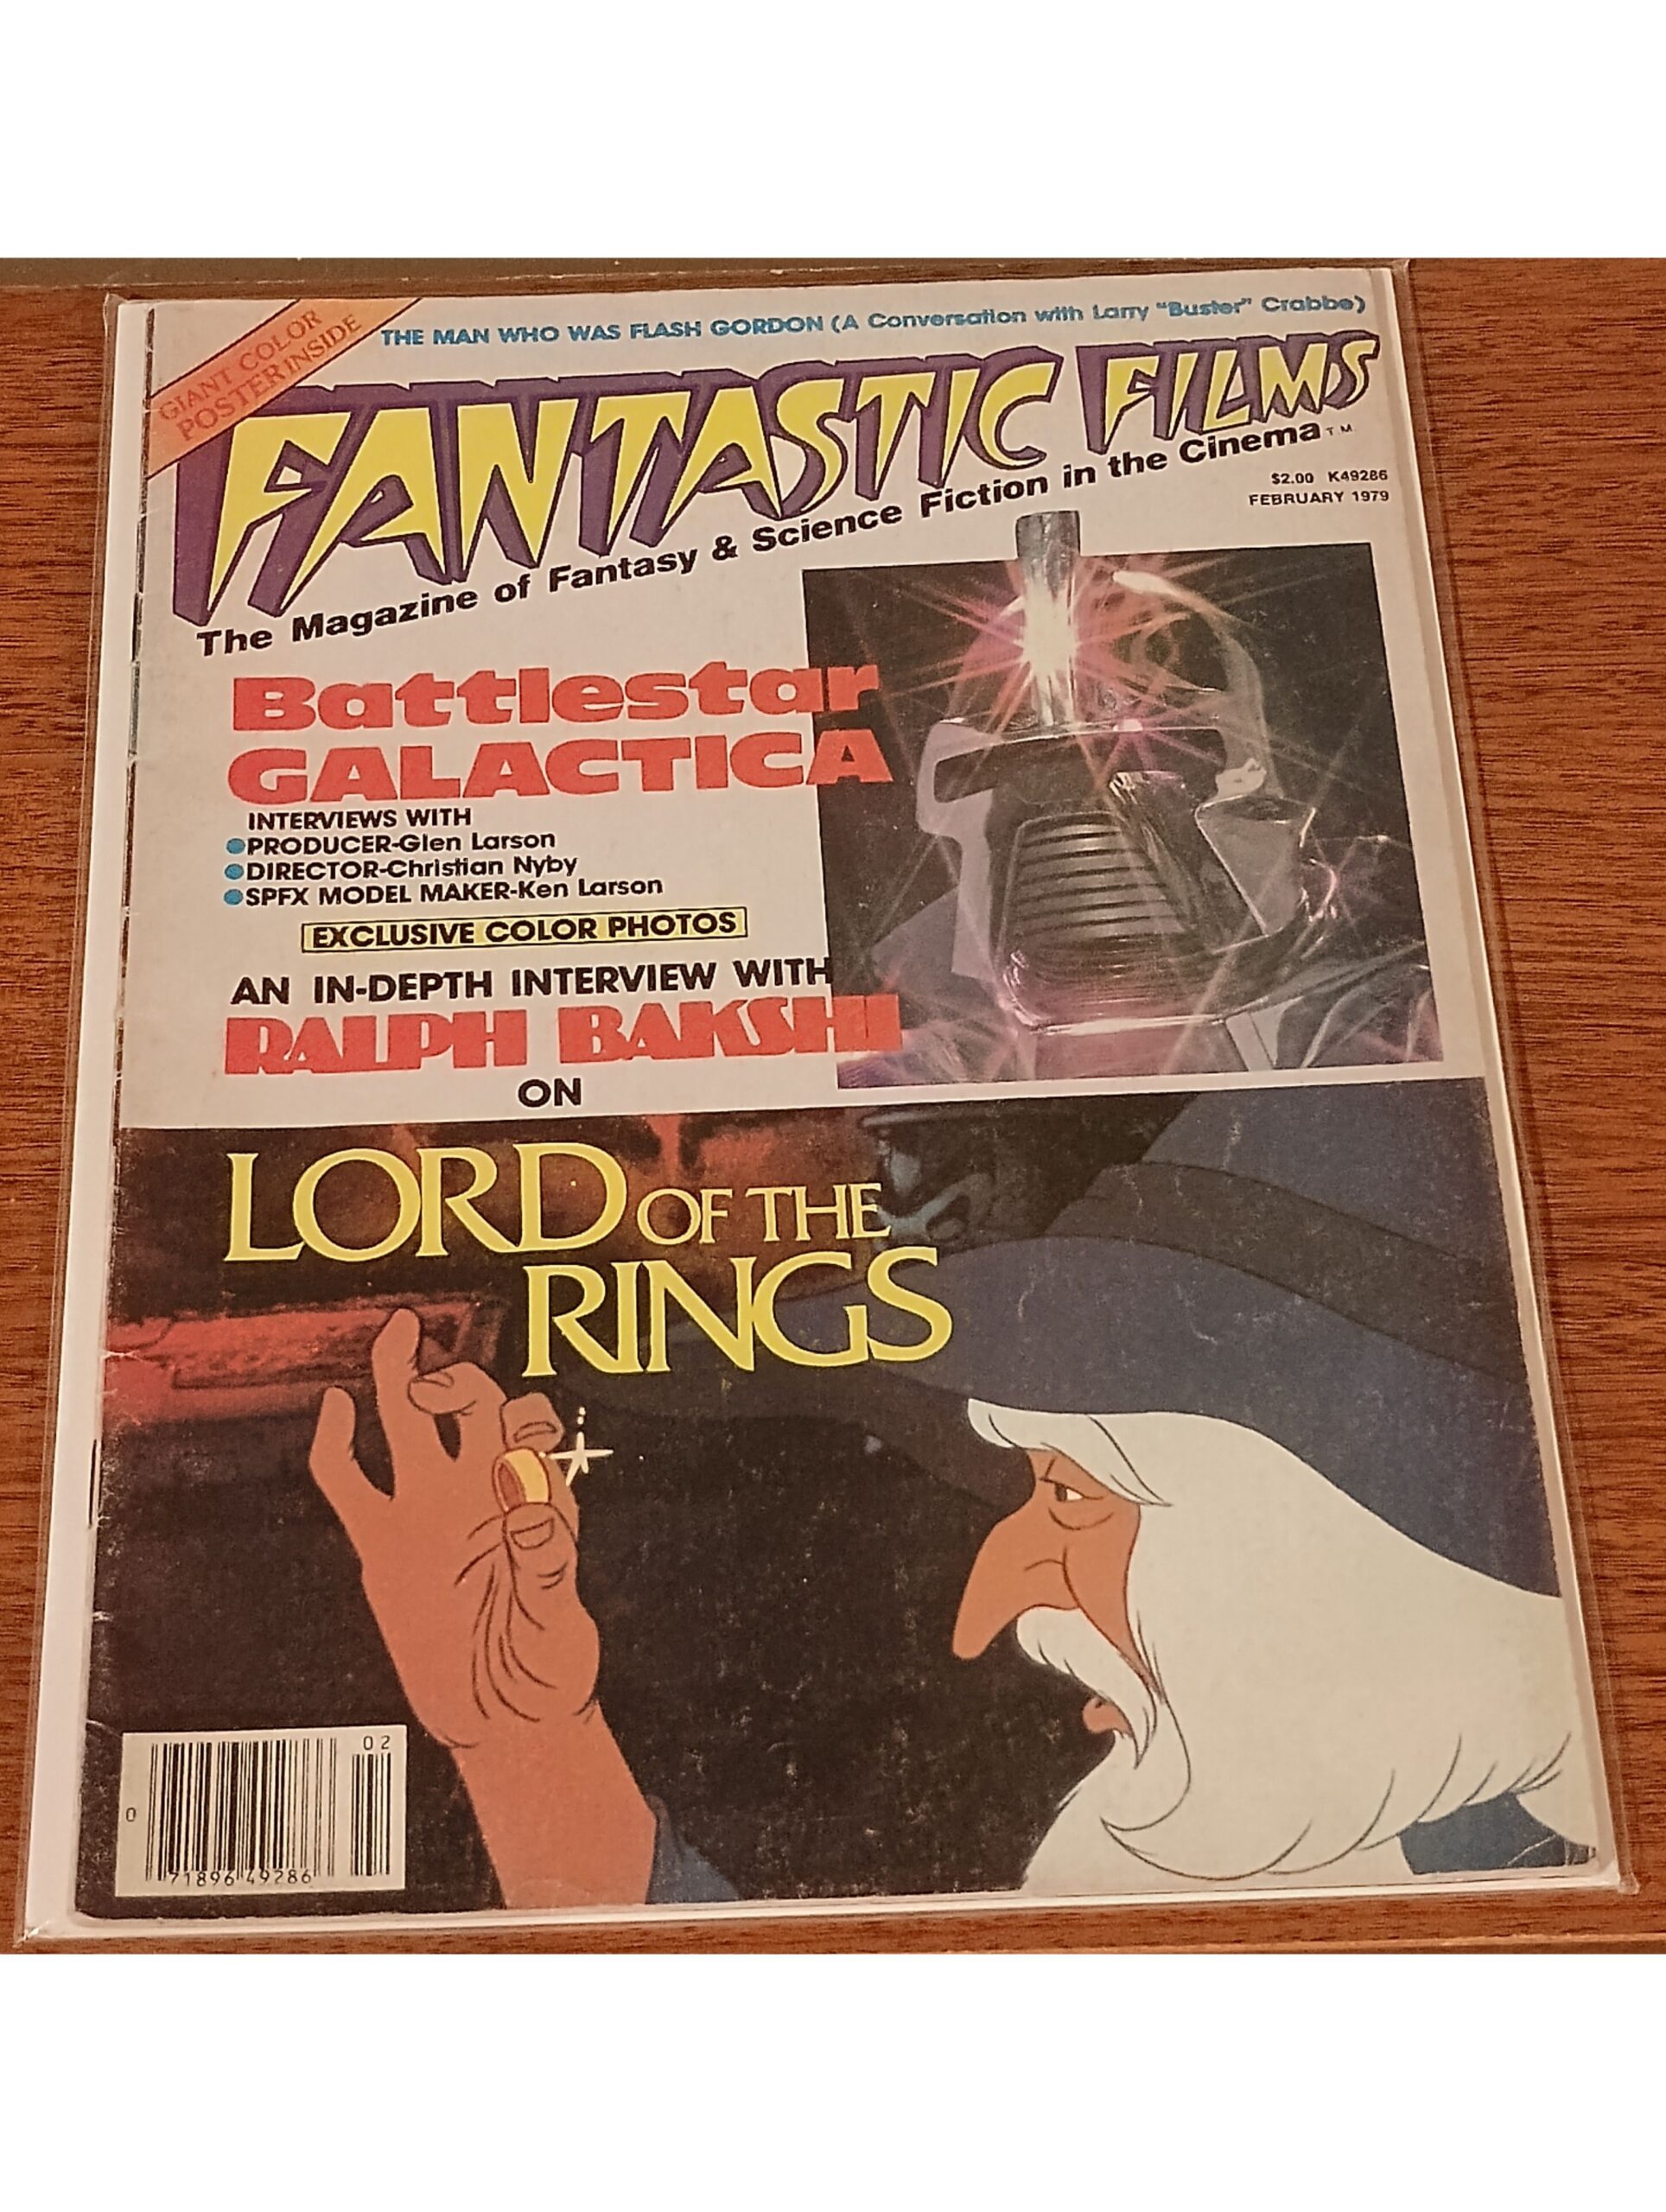 GIANT COLOR
POSTER INSIDE
THE MAN WHO WAS FLASH GORDON (A Conversation with Larry "Buster" Crabbe)
FANTASTIC FILMS
The Magazine of Fantasy & Science Fiction in the Cinema T.M.
$2.00 K49286
FEBRUARY 1979
Battlestar
GALACTICA
INTERVIEWS WITH
●PRODUCER-Glen Larson
●DIRECTOR-Christian Nyby
●SPFX MODEL MAKER-Ken Larson
EXCLUSIVE COLOR PHOTOS
AN IN-DEPTH INTERVIEW WITH
RALPH BAKSHI
ON
LORD OF THE
RINGS
02
0
71896 49286